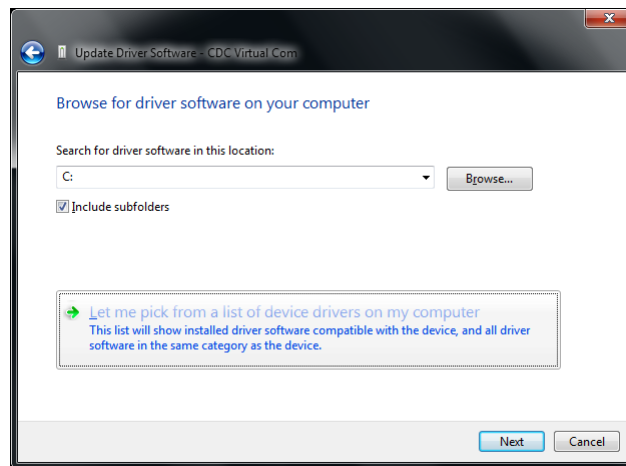 Update Driver Software - CDC Virtual Com
Browse for driver software on your computer
Search for driver software in this location:
C:
Browse...
Include subfolders
Let me pick from a list of device drivers on my computer
This list will show installed driver software compatible with the device, and all driver
software in the same category as the device.
Next
Cancel